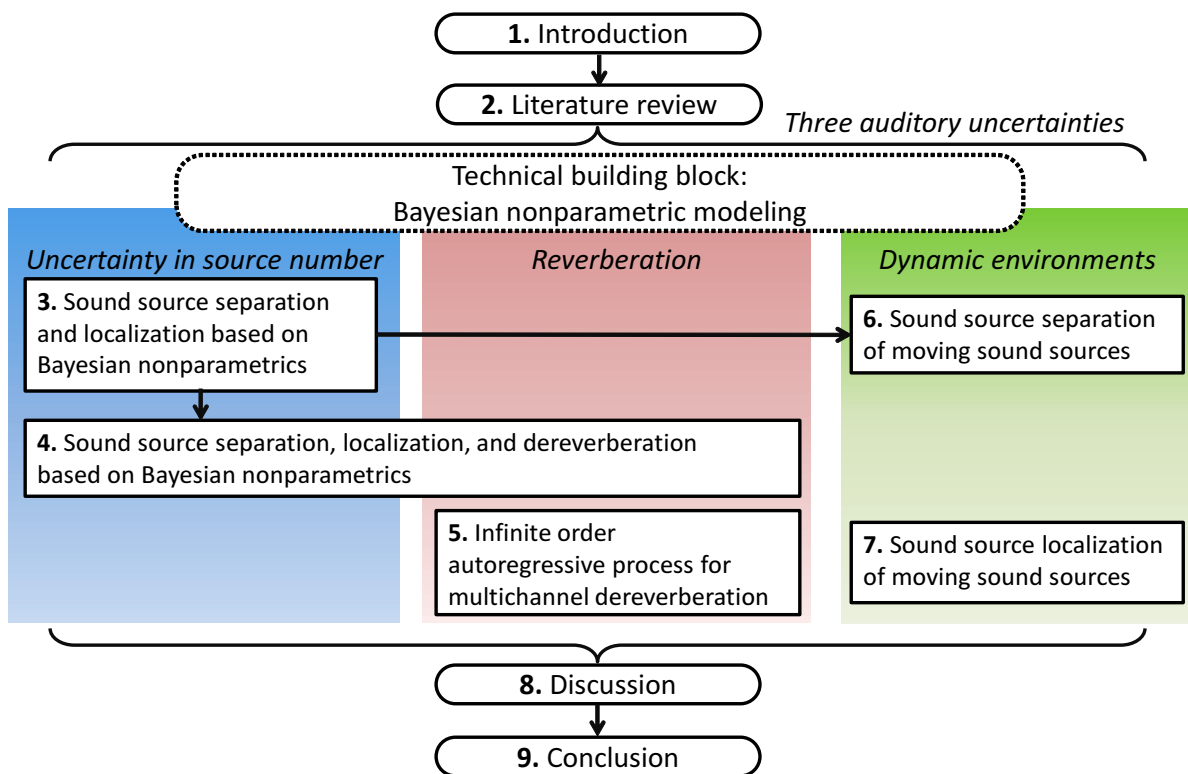 1. Introduction
2. Literature review
Three auditory uncertainties
Technical building block:
Bayesian nonparametric modeling
Uncertainty in source number
Reverberation
Dynamic environments
3. Sound source separation
and localization based on
Bayesian nonparametrics
6. Sound source separation
of moving sound sources
4. Sound source separation, localization, and dereverberation
based on Bayesian nonparametrics
5. Infinite order
autoregressive process for
multichannel dereverberation
7. Sound source localization
of moving sound sources
8. Discussion
9. Conclusion